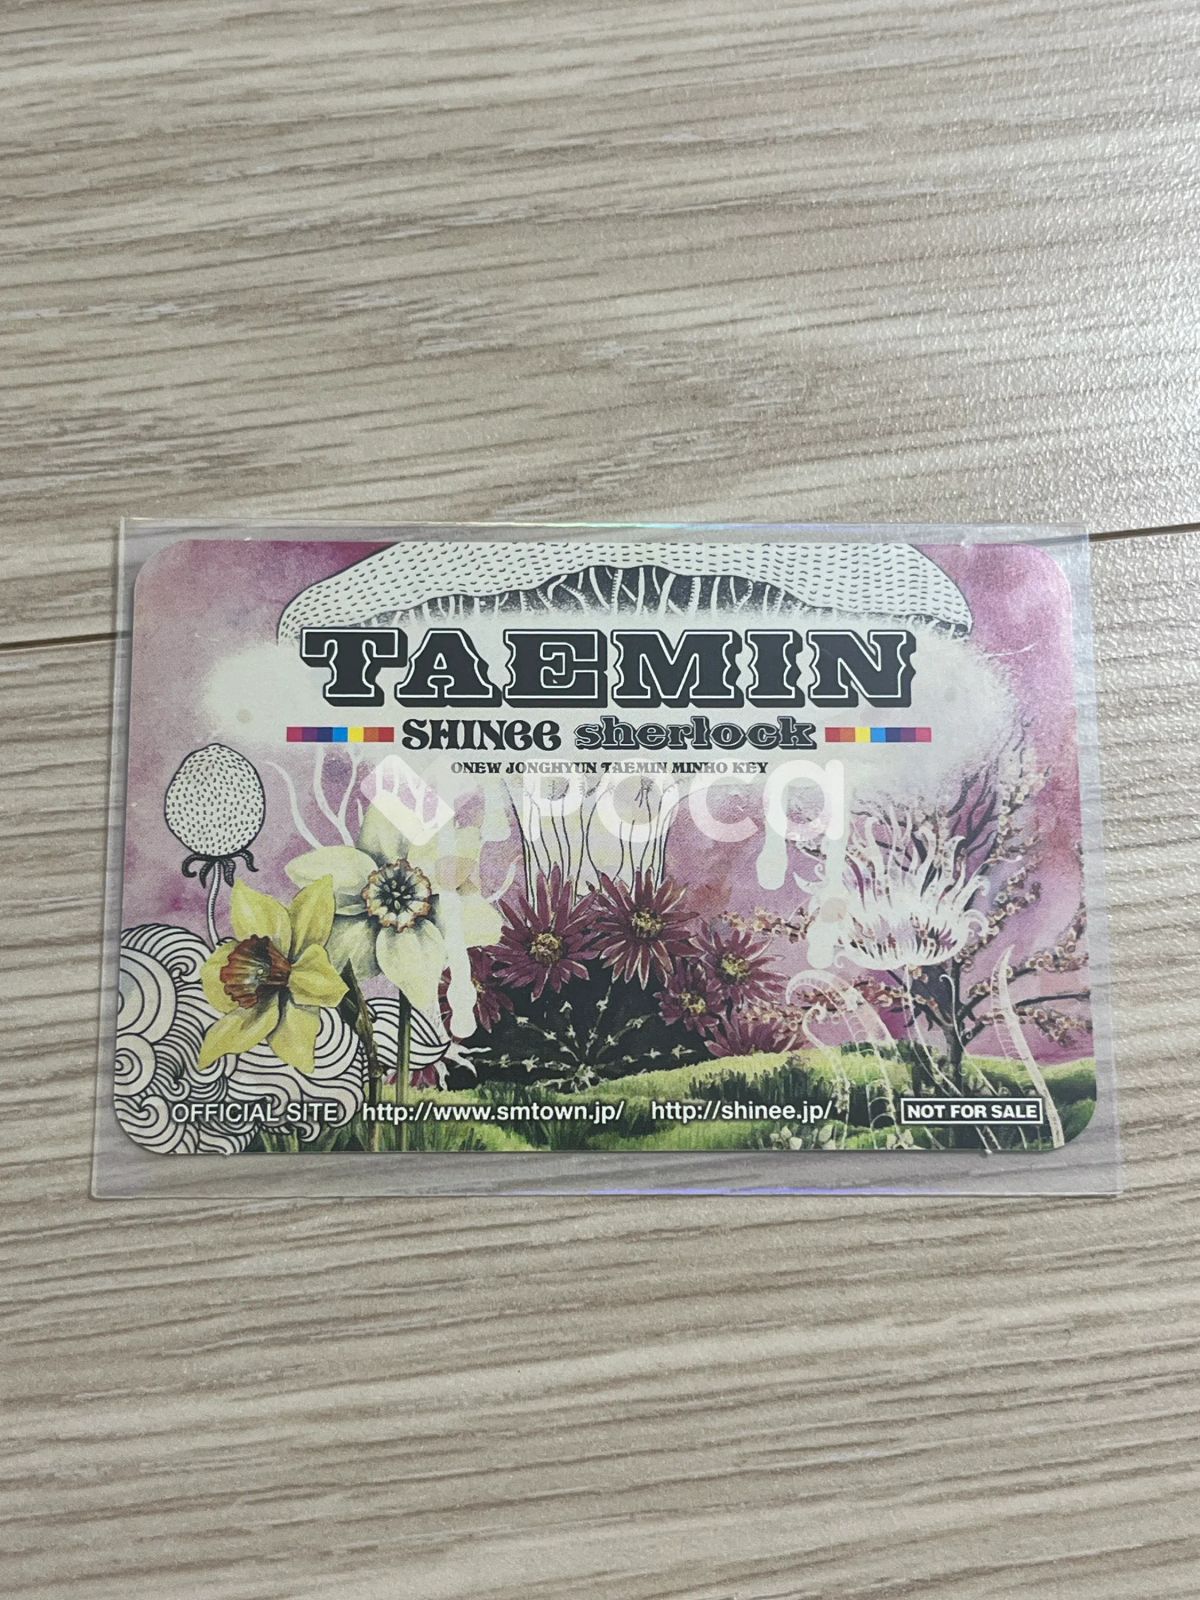 TAEMIN
SHINee sherlock
ONEW JONGHYUN TAEMIN MINHO KEY
Poca
OFFICIAL SITE http://www.smtown.jp/ http://shinee.jp/ NOT FOR SALE